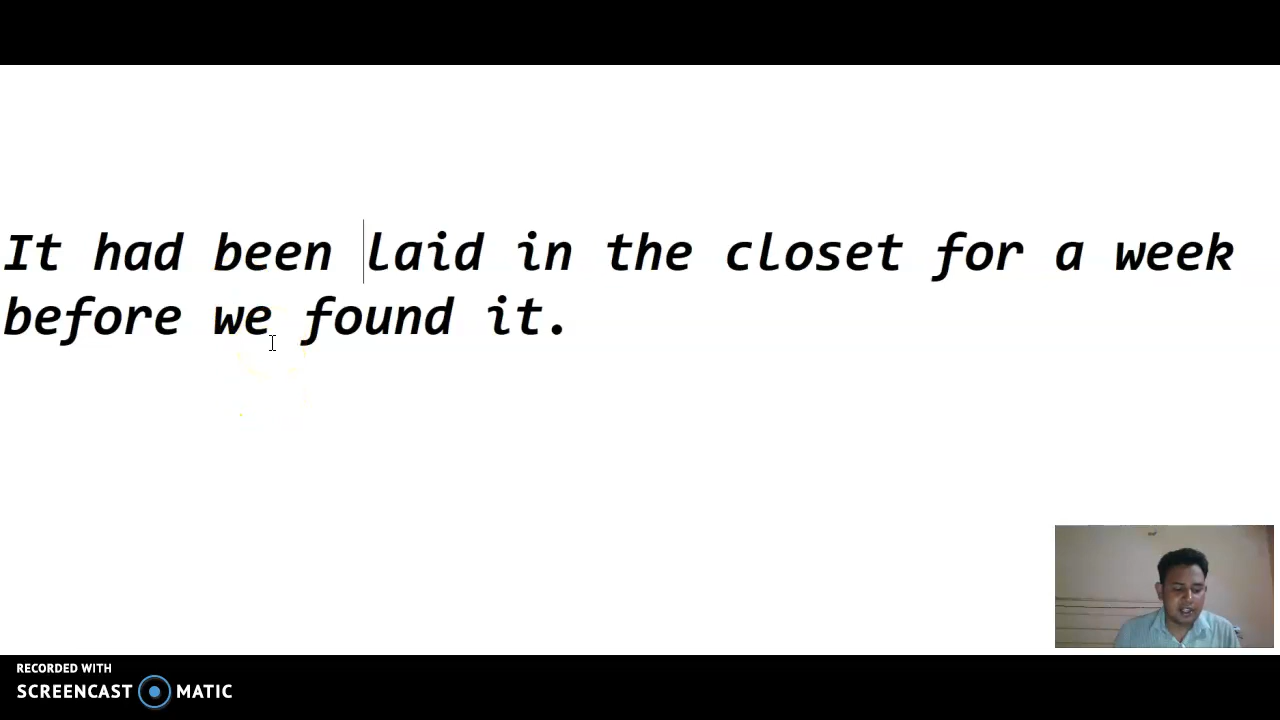 It had been laid in the closet for a week
before we found it.
RECORDED WITH
SCREENCAST MATIC